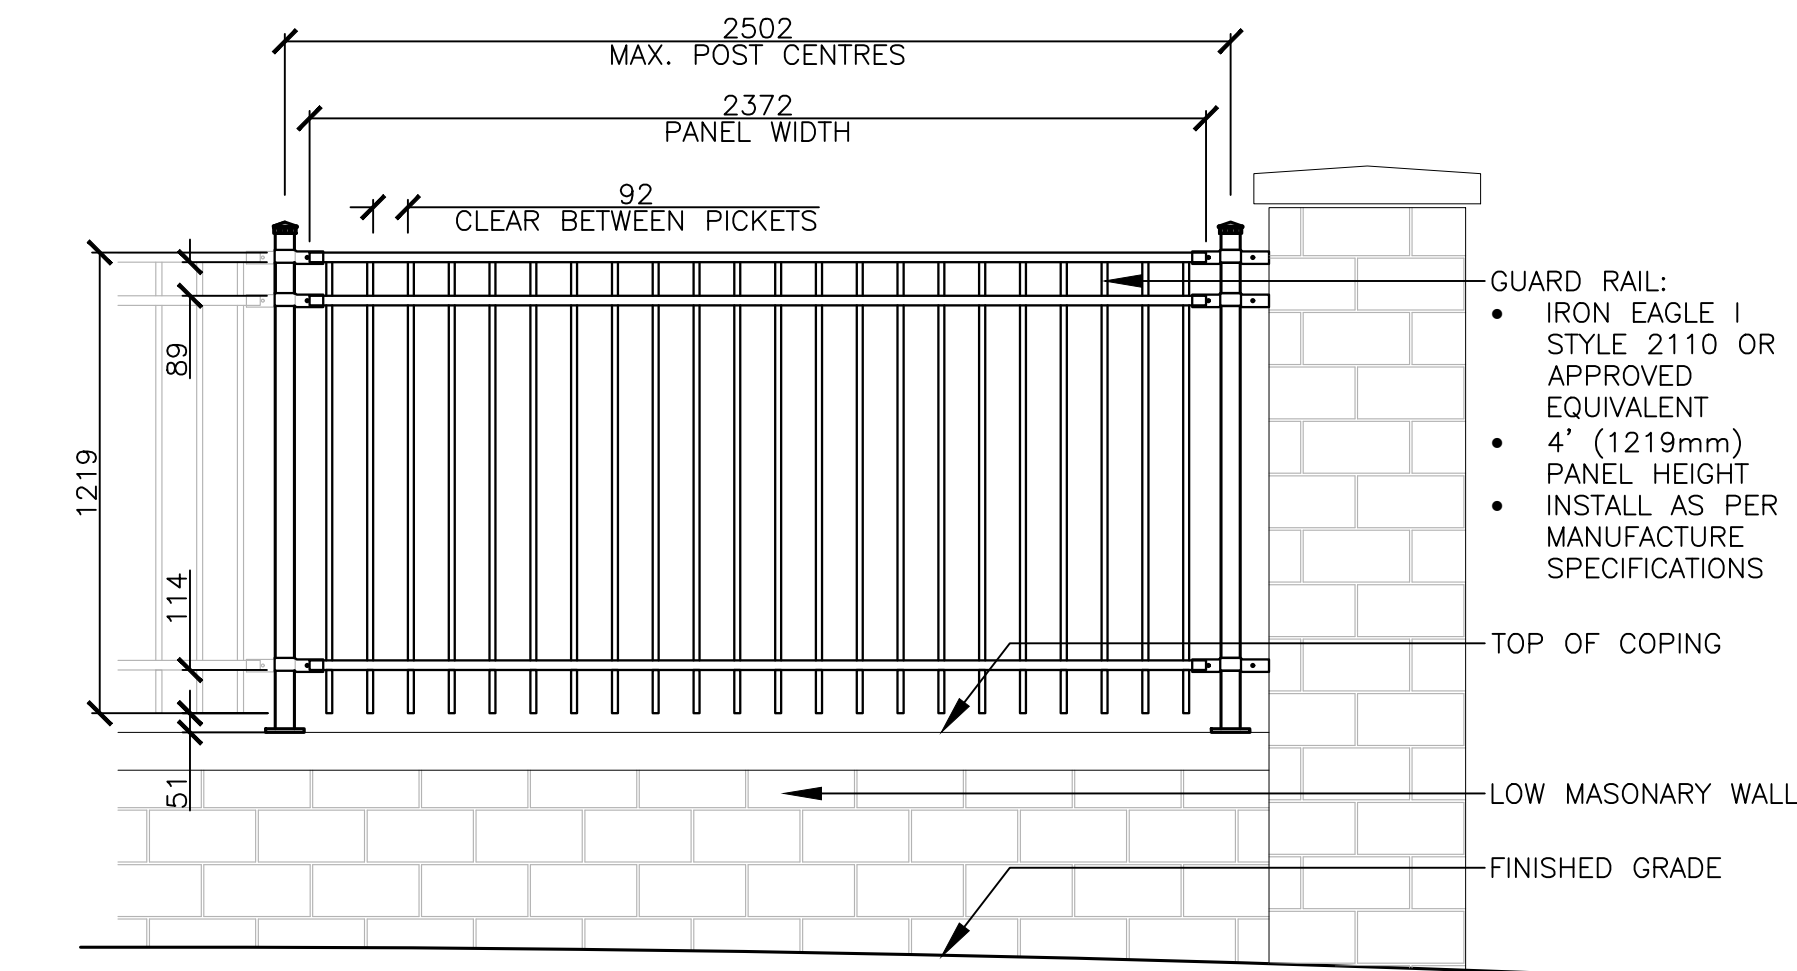 2502
MAX. POST CENTRES
2372
PANEL WIDTH
92
CLEAR BETWEEN PICKETS
89
1219
114
51
GUARD RAIL:
• IRON EAGLE I
STYLE 2110 OR
APPROVED
EQUIVALENT
• 4' (1219mm)
PANEL HEIGHT
• INSTALL AS PER
MANUFACTURE
SPECIFICATIONS
TOP OF COPING
LOW MASONARY WALL
FINISHED GRADE